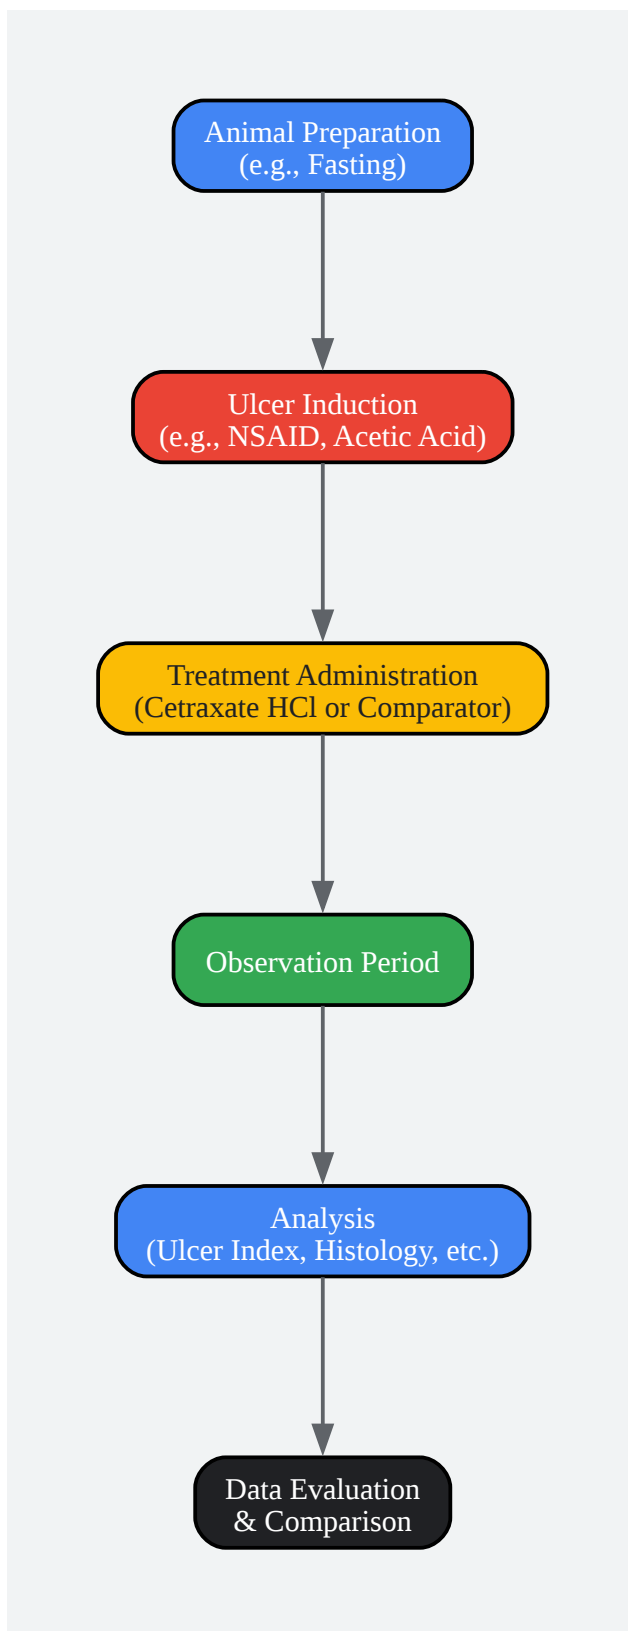 Animal Preparation
(e.g., Fasting)
Ulcer Induction
(e.g., NSAID, Acetic Acid)
Treatment Administration
(Cetraxate HCl or Comparator)
Observation Period
Analysis
(Ulcer Index, Histology, etc.)
Data Evaluation
& Comparison